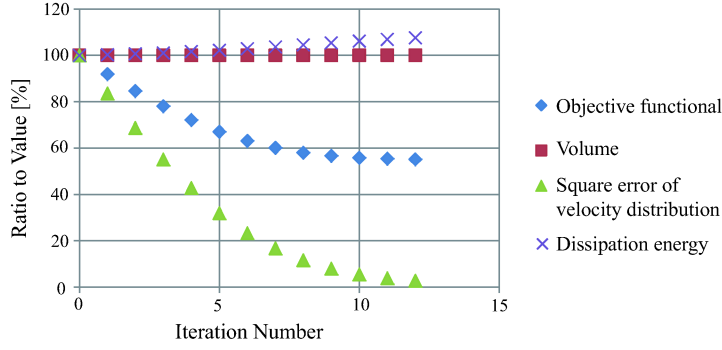 120
100
80
60
40
20
0
0
5
10
15
Ratio to Value [%]
Iteration Number
Objective functional
Volume
Square error of
velocity distribution
Dissipation energy